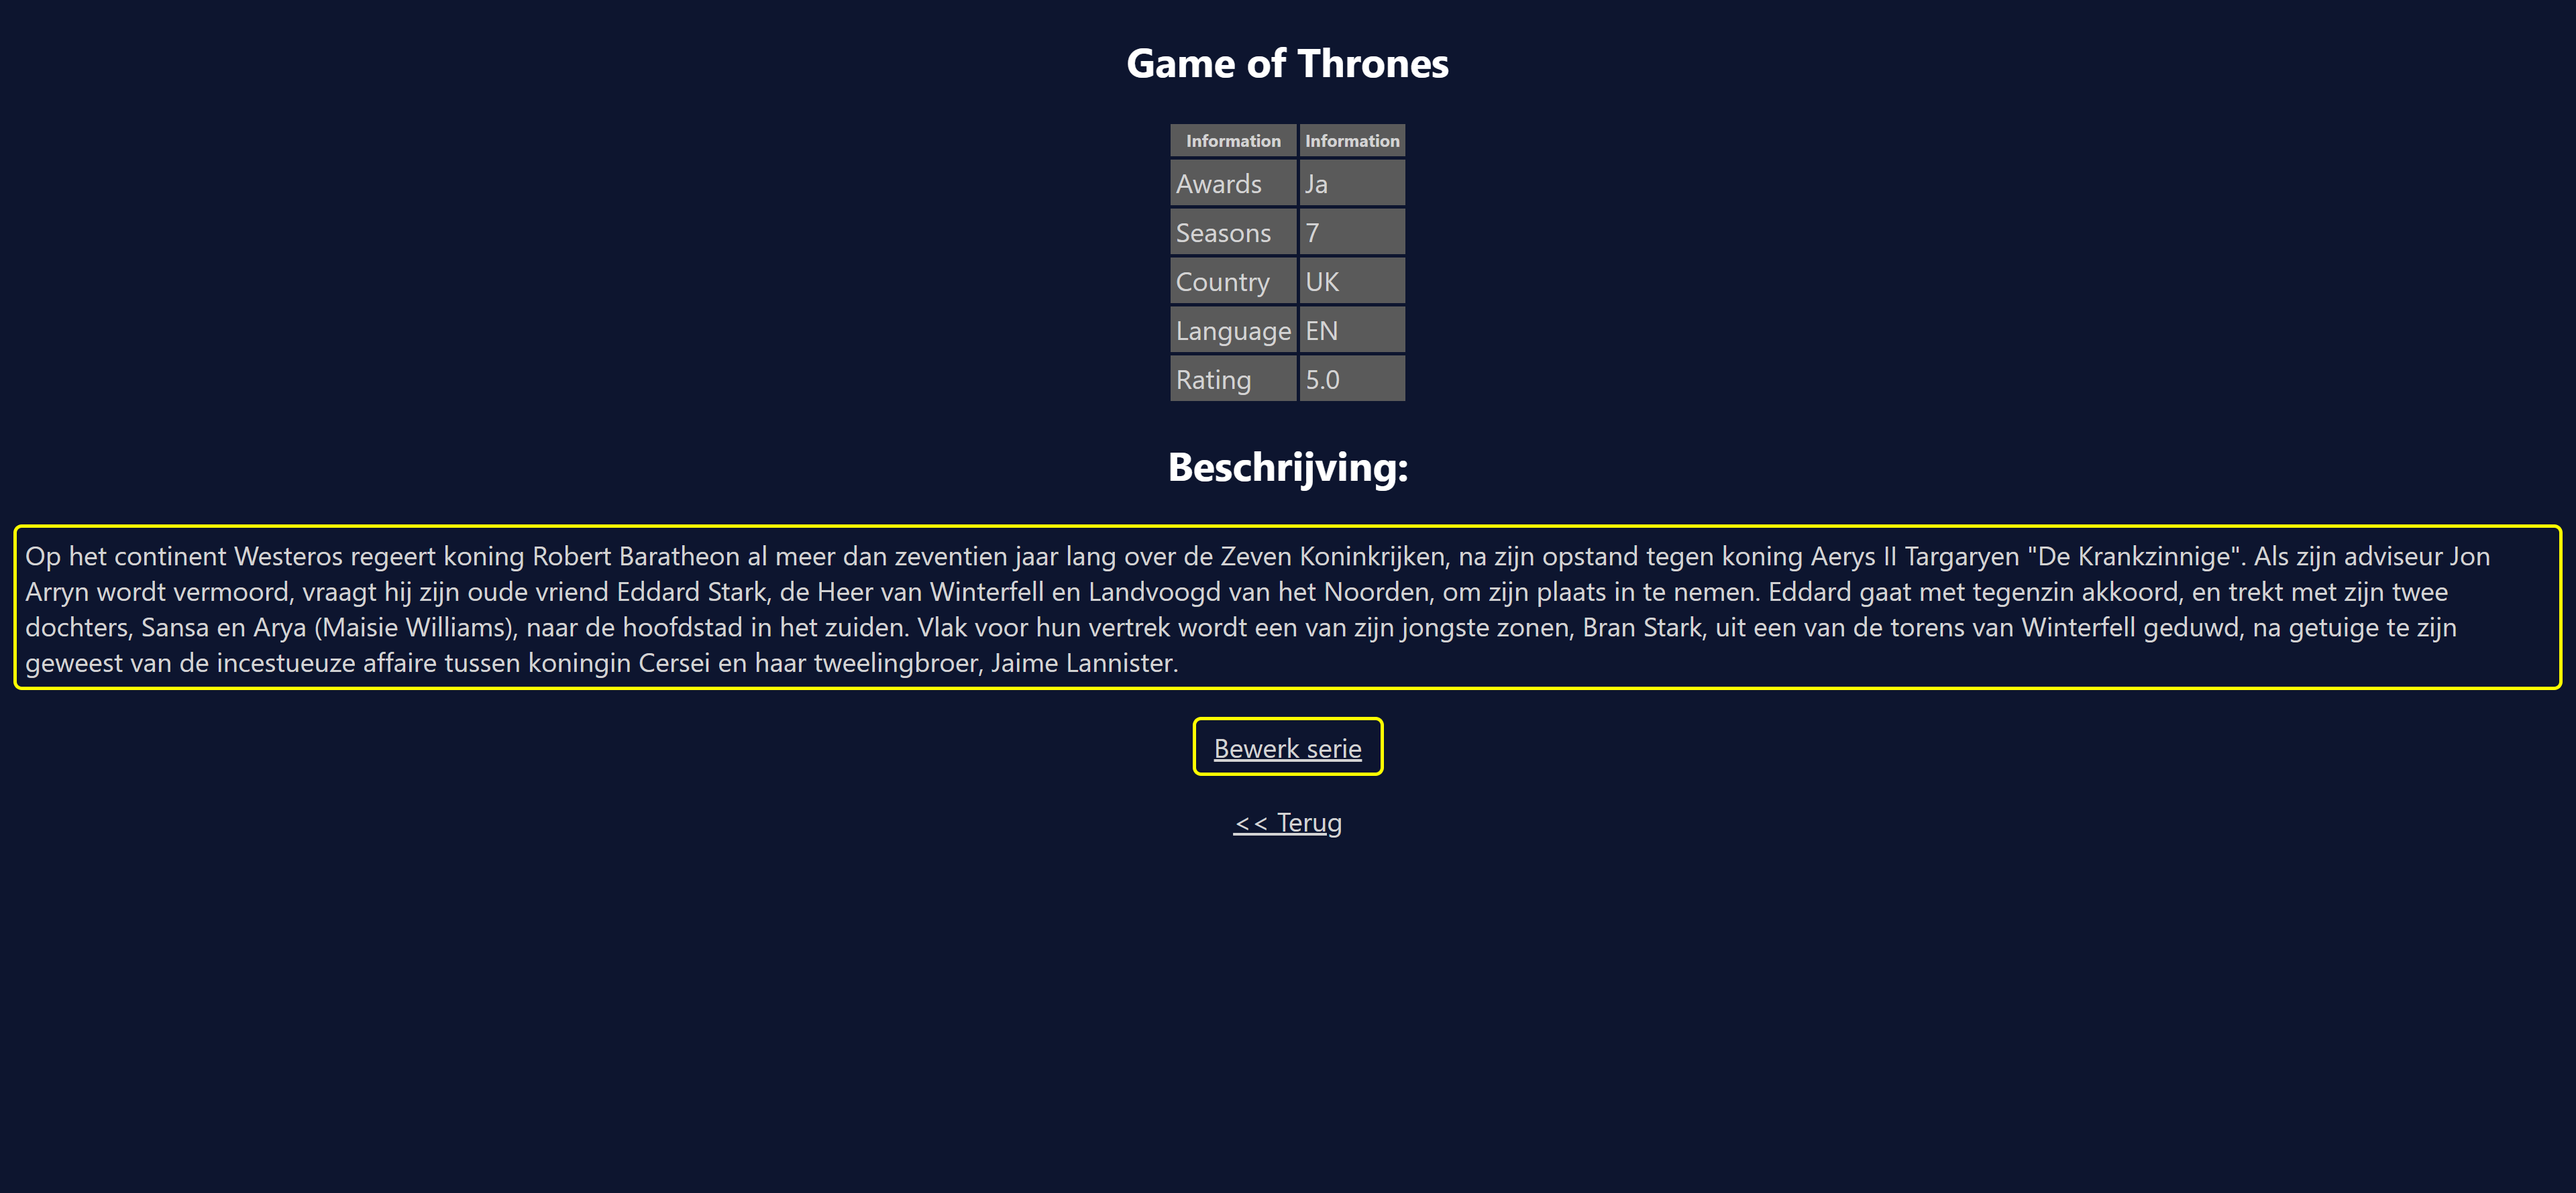 Game of Thrones
Information Information
Awards Ja
Seasons 7
Country UK
Language EN
Rating 5.0
Beschrijving:
Op het continent Westeros regeert koning Robert Baratheon al meer dan zeventien jaar lang over de Zeven Koninkrijken, na zijn opstand tegen koning Aerys II Targaryen "De Krankzinnige". Als zijn adviseur Jon
Arryn wordt vermoord, vraagt hij zijn oude vriend Eddard Stark, de Heer van Winterfell en Landvoogd van het Noorden, om zijn plaats in te nemen. Eddard gaat met tegenzin akkoord, en trekt met zijn twee
dochters, Sansa en Arya (Maisie Williams), naar de hoofdstad in het zuiden. Vlak voor hun vertrek wordt een van zijn jongste zonen, Bran Stark, uit een van de torens van Winterfell geduwd, na getuige te zijn
geweest van de incestueuze affaire tussen koningin Cersei en haar tweelingbroer, Jaime Lannister.
Bewerk serie
<< Terug